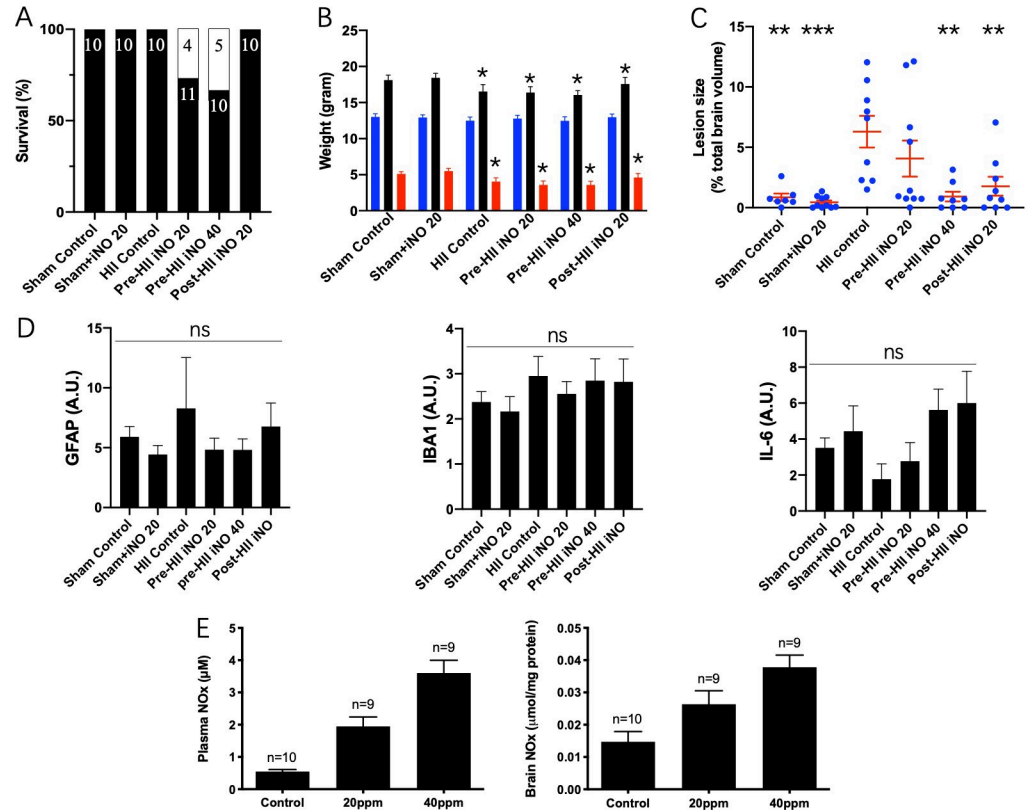 A
Survival (%)
100
50
0
10
10
10
4
11
5
10
10
Sham Control
Sham+iNO 20
HII Control
Pre-HII iNO 20
Pre-HII iNO 40
Post-HII iNO 20
B
Weight (gram)
25
20
15
10
5
0
*
*
*
*
*
*
*
*
Sham Control
Sham+iNO 20
HII Control
Pre-HII iNO 20
Pre-HII iNO 40
Post-HII iNO 20
C
Lesion size
(% total brain volume)
15
10
5
0
**
***
**
**
Sham Control
Sham+iNO 20
HII control
Pre-HII iNO 20
Pre-HII iNO 40
Post-HII iNO 20
D
GFAP (A.U.)
15
10
5
0
ns
Sham Control
Sham+iNO 20
HII Control
Pre-HII iNO 20
pre-HII iNO 40
Post-HII iNO 20
IBA1 (A.U.)
4
3
2
1
0
ns
Sham Control
Sham+iNO 20
HII Control
Pre-HII iNO 20
Pre-HII iNO 40
Post-HII iNO
IL-6 (A.U.)
10
8
6
4
2
0
ns
Sham Control
Sham+iNO 20
HII Control
Pre-HII iNO 20
Pre-HII iNO 40
Post-HII iNO
E
Plasma NOx (µM)
5
4
3
2
1
0
n=10
n=9
n=9
Control
20ppm
40ppm
Brain NOx (µmol/mg protein)
0.05
0.04
0.03
0.02
0.01
0.00
n=10
n=9
n=9
Control
20ppm
40ppm